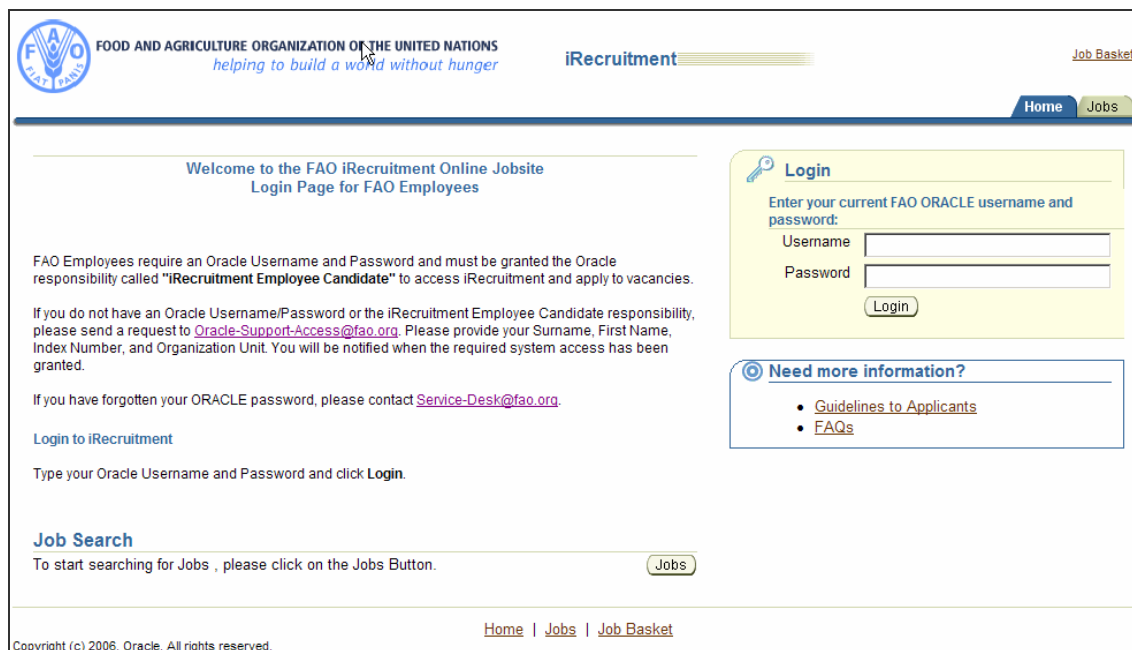 FAO
FIAT PANIS
FOOD AND AGRICULTURE ORGANIZATION OF THE UNITED NATIONS
helping to build a world without hunger
iRecruitment
Job Basket
Home
Jobs
Welcome to the FAO iRecruitment Online Jobsite
Login Page for FAO Employees
FAO Employees require an Oracle Username and Password and must be granted the Oracle
responsibility called "iRecruitment Employee Candidate" to access iRecruitment and apply to vacancies.
If you do not have an Oracle Username/Password or the iRecruitment Employee Candidate responsibility,
please send a request to Oracle-Support-Access@fao.org. Please provide your Surname, First Name,
Index Number, and Organization Unit. You will be notified when the required system access has been
granted.
If you have forgotten your ORACLE password, please contact Service-Desk@fao.org.
Login to iRecruitment
Type your Oracle Username and Password and click Login.
Job Search
To start searching for Jobs , please click on the Jobs Button.
Jobs
Login
Enter your current FAO ORACLE username and
password:
Username
Password
Login
Need more information?
• Guidelines to Applicants
• FAQs
Home | Jobs | Job Basket
Copyright (c) 2006, Oracle. All rights reserved.